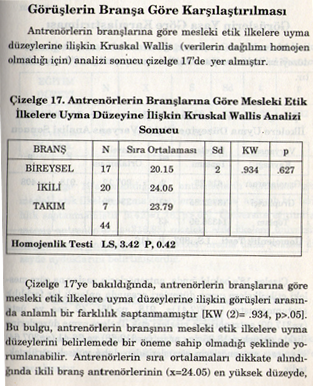 Görüşlerin Branşa Göre Karşılaştırılması
Antrenörlerin branşlarına göre mesleki etik ilkelere uyma
düzeylerine ilişkin Kruskal Wallis (verilerin dağılımı homojen
olmadığı için) analizi sonucu çizelge 17'de yer almıştır.
Çizelge 17. Antrenörlerin Branşlarına Göre Mesleki Etik
İlkelere Uyma Düzeyine İlişkin Kruskal Wallis Analizi
Sonucu
BRANŞ N Sıra Ortalaması Sd KW p
BİREYSEL 17 20.15 2 .934 .627
İKİLİ 20 24.05
TAKIM 7 23.79
44
Homojenlik Testi LS, 3.42 P, 0.42
Çizelge 17'ye bakıldığında, antrenörlerin branşlarına göre
mesleki etik ilkelere uyma düzeylerine ilişkin görüşleri arasın-
da anlamlı bir farklılık saptanmamıştır [KW (2)= .934, p>.05].
Bu bulgu, antrenörlerin branşının mesleki etik ilkelere uyma
düzeylerini belirlemede bir öneme sahip olmadığı şeklinde yo-
rumlanabilir. Antrenörlerin sıra ortalamaları dikkate alındı-
ğında ikili branş antrenörlerinin (x=24.05) en yüksek düzeyde,